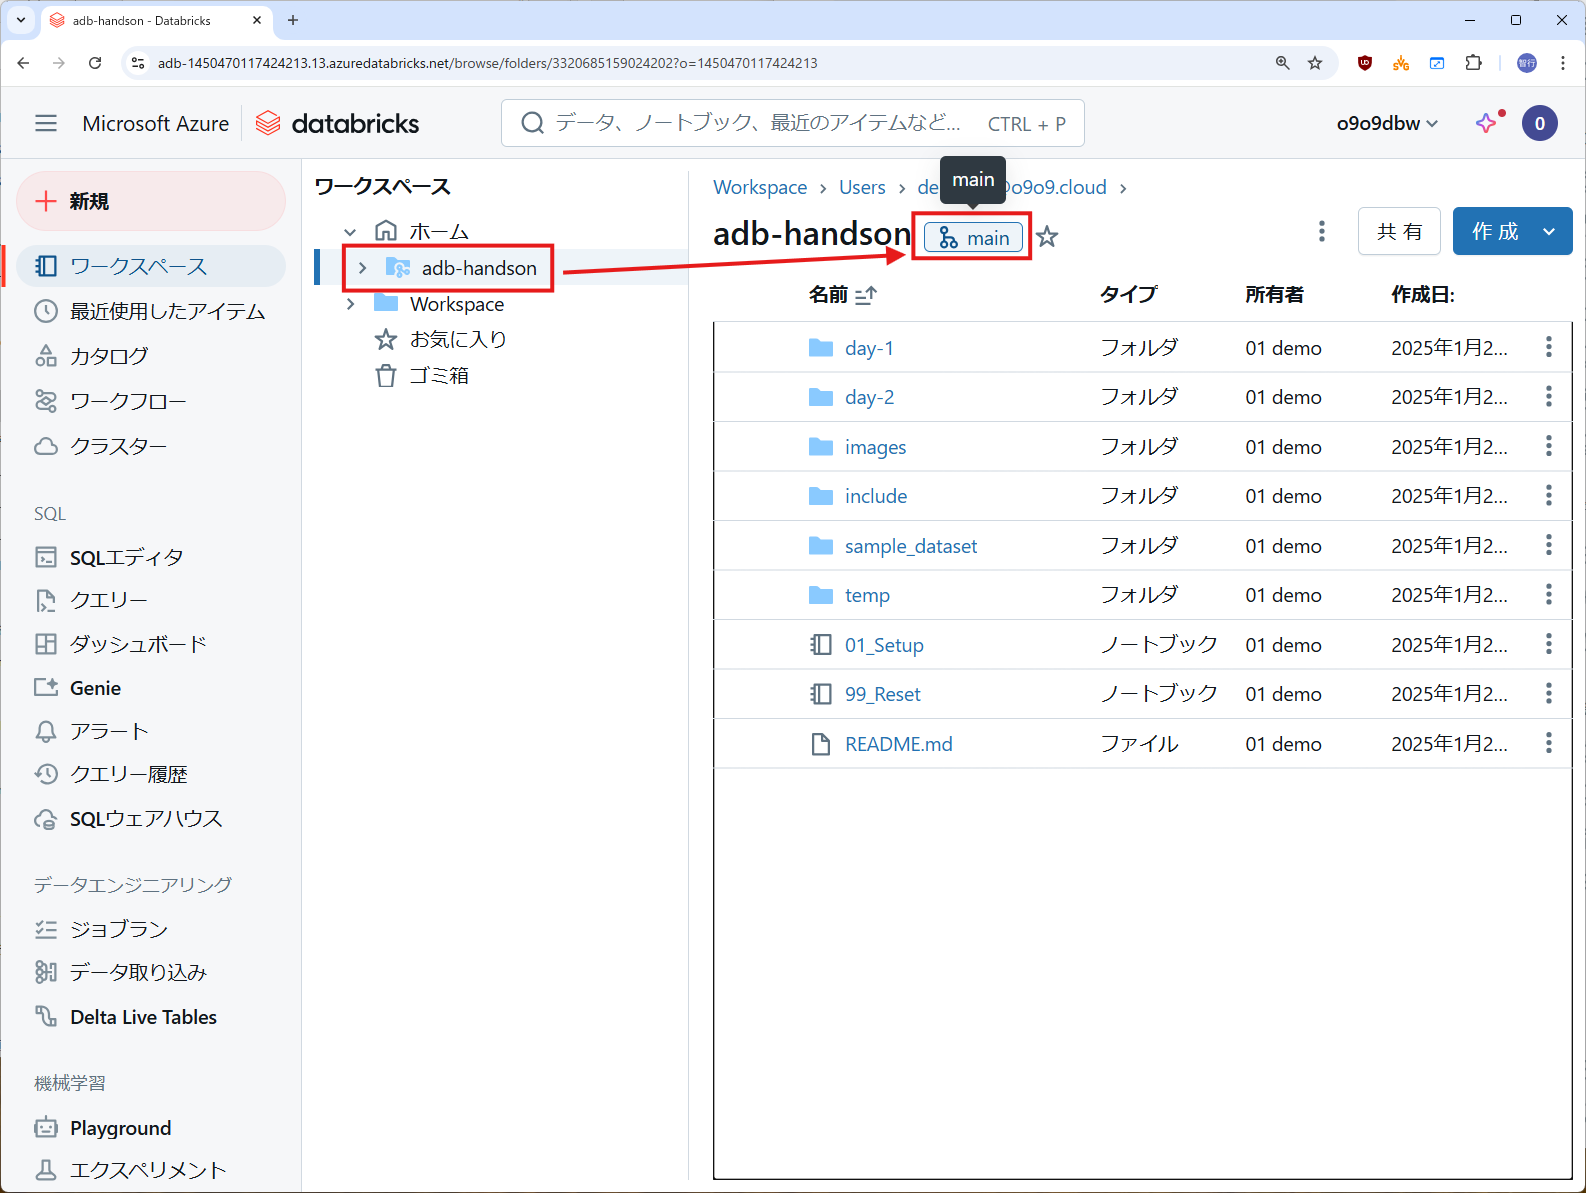 adb-handson - Databricks
adb-1450470117424213.13.azuredatabricks.net/browse/folders/3320685159024202?o=1450470117424213
智行
Microsoft Azure
databricks
データ、ノートブック、最近のアイテムなど...
CTRL + P
o9o9dbw
0
新規
ワークスペース
最近使用したアイテム
カタログ
ワークフロー
クラスター
SQL
SQLエディタ
クエリー
ダッシュボード
Genie
アラート
クエリー履歴
SQLウェアハウス
データエンジニアリング
ジョブラン
データ取り込み
Delta Live Tables
機械学習
Playground
エクスペリメント
ワークスペース
ホーム
adb-handson
Workspace
お気に入り
ゴミ箱
Workspace › Users › de
main
o9o9.cloud ›
adb-handson
main
共有
作成
名前 タイプ 所有者 作成日:
day-1 フォルダ 01 demo 2025年1月2...
day-2 フォルダ 01 demo 2025年1月2...
images フォルダ 01 demo 2025年1月2...
include フォルダ 01 demo 2025年1月2...
sample_dataset フォルダ 01 demo 2025年1月2...
temp フォルダ 01 demo 2025年1月2...
01_Setup ノートブック 01 demo 2025年1月2...
99_Reset ノートブック 01 demo 2025年1月2...
README.md ファイル 01 demo 2025年1月2...